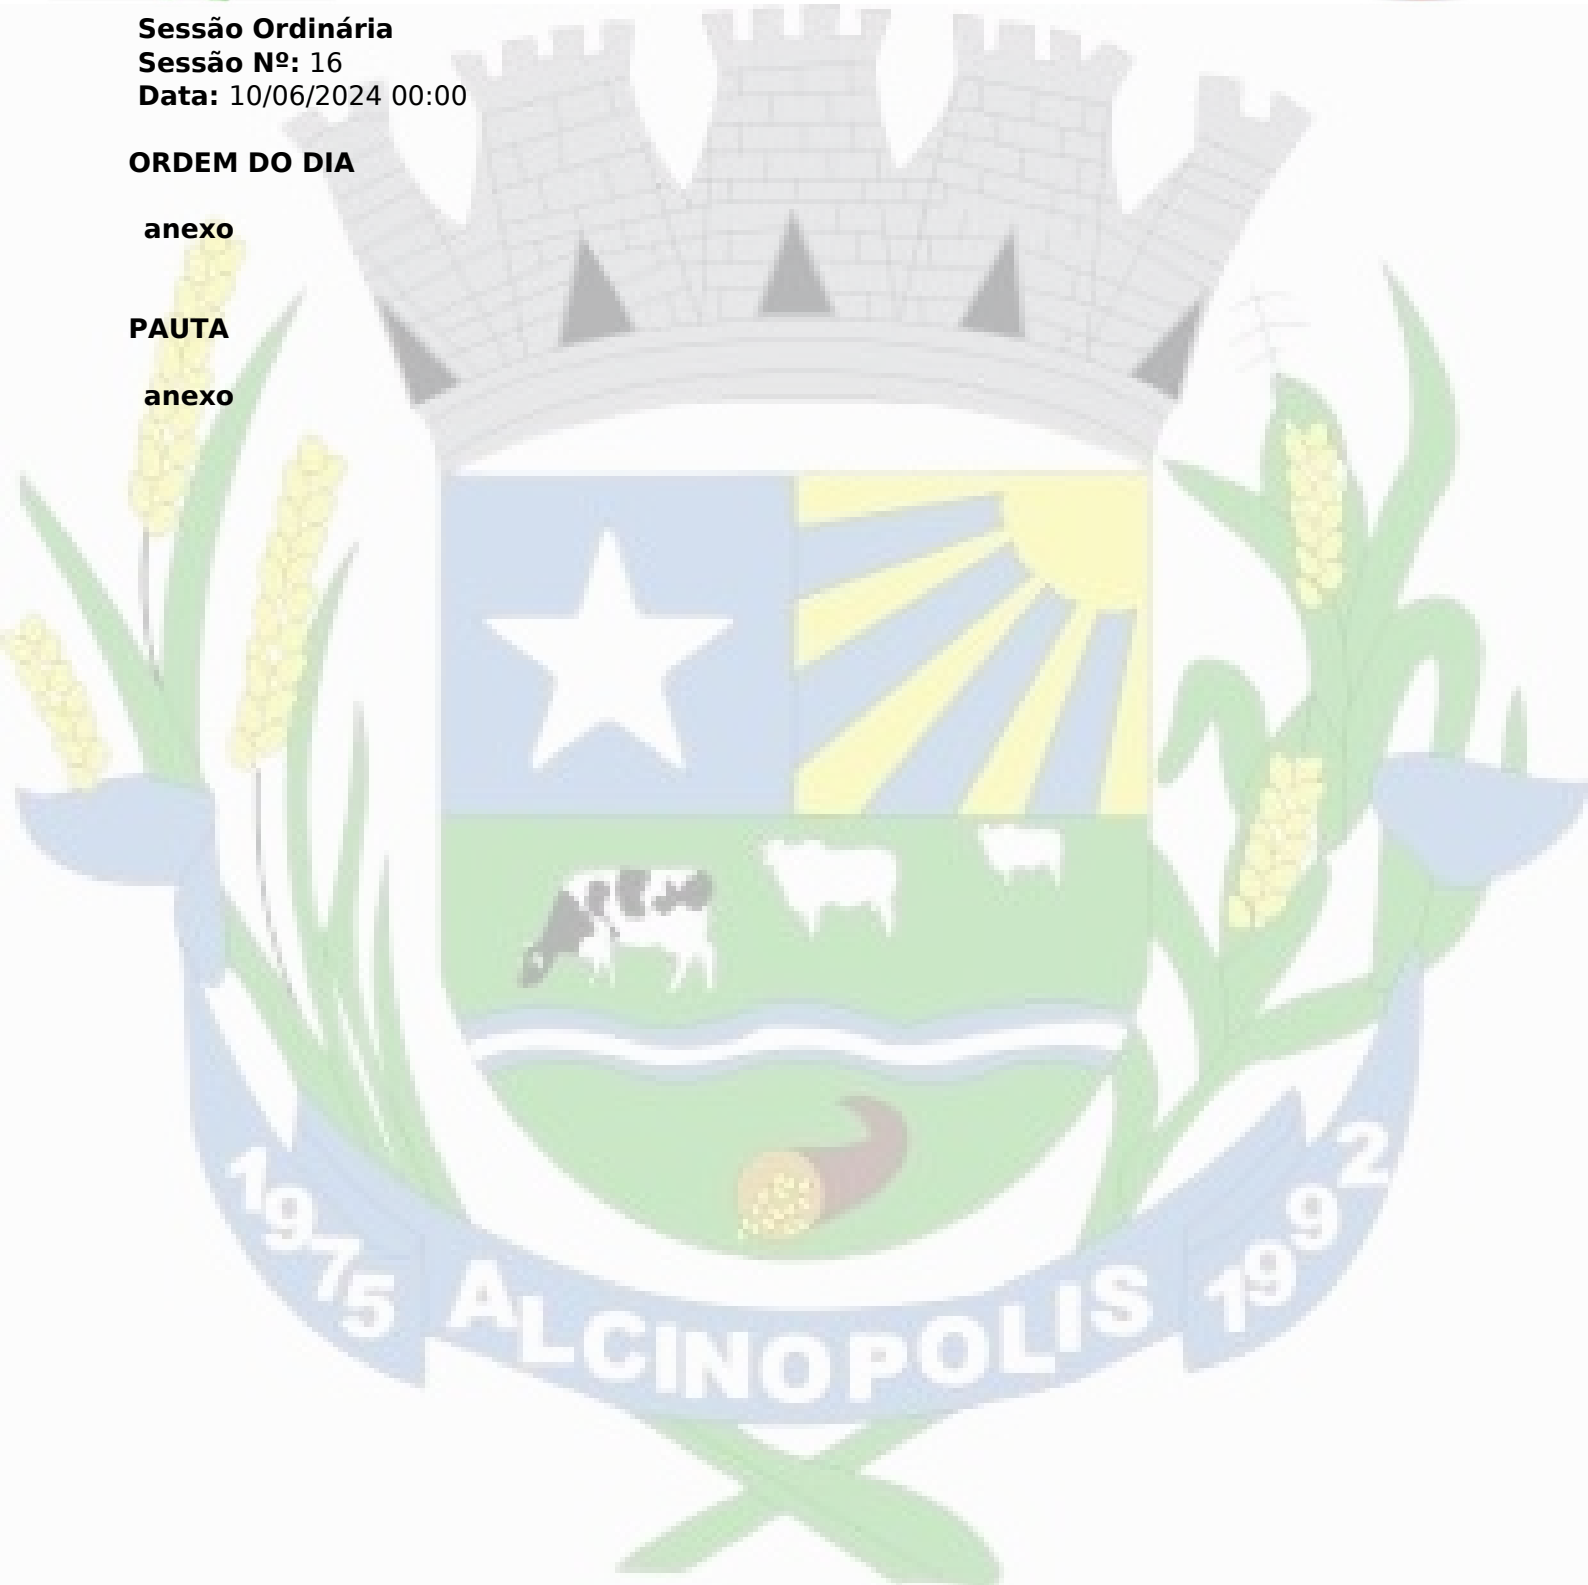 Sessão Ordinária
Sessão Nº: 16
Data: 10/06/2024 00:00
ORDEM DO DIA
anexo
PAUTA
anexo
1975 ALCINOPOLIS 1992